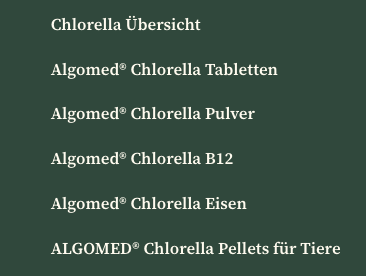 Chlorella Übersicht
Algomed® Chlorella Tabletten
Algomed® Chlorella Pulver
Algomed® Chlorella B12
Algomed® Chlorella Eisen
ALGOMED® Chlorella Pellets für Tiere